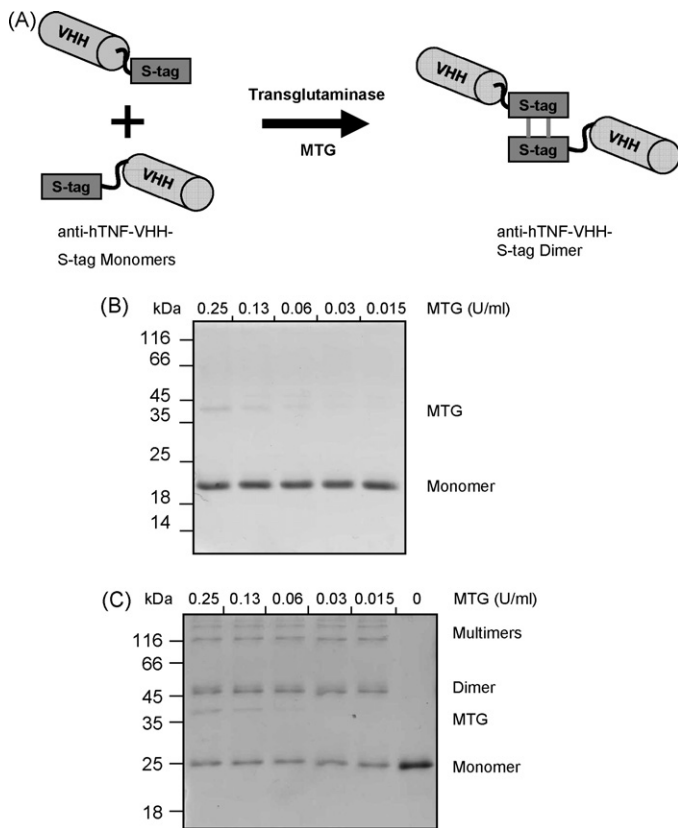 (A)
VHH
S-tag
+
S-tag
VHH
anti-hTNF-VHH-
S-tag Monomers
Transglutaminase
MTG
VHH
S-tag
S-tag
VHH
anti-hTNF-VHH-
S-tag Dimer
(B) kDa 0.25 0.13 0.06 0.03 0.015 MTG (U/ml)
116
66
45
35 MTG
25
18 Monomer
14
(C) kDa 0.25 0.13 0.06 0.03 0.015 0 MTG (U/ml)
116 Multimers
66
45 Dimer
35 MTG
25 Monomer
18